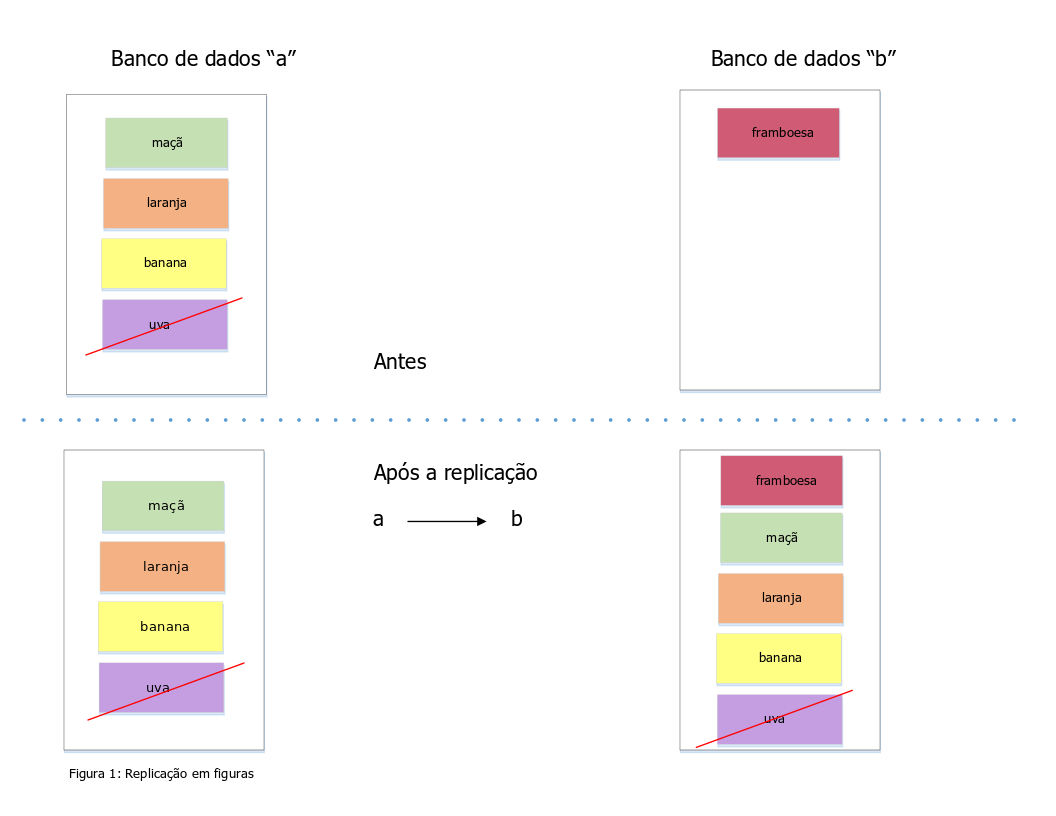 Banco de dados “a”
Banco de dados “b”
maçã
laranja
banana
uva
framboesa
Antes
Após a replicação
a b
maçã
laranja
banana
uva
framboesa
maçã
laranja
banana
uva
Figura 1: Replicação em figuras